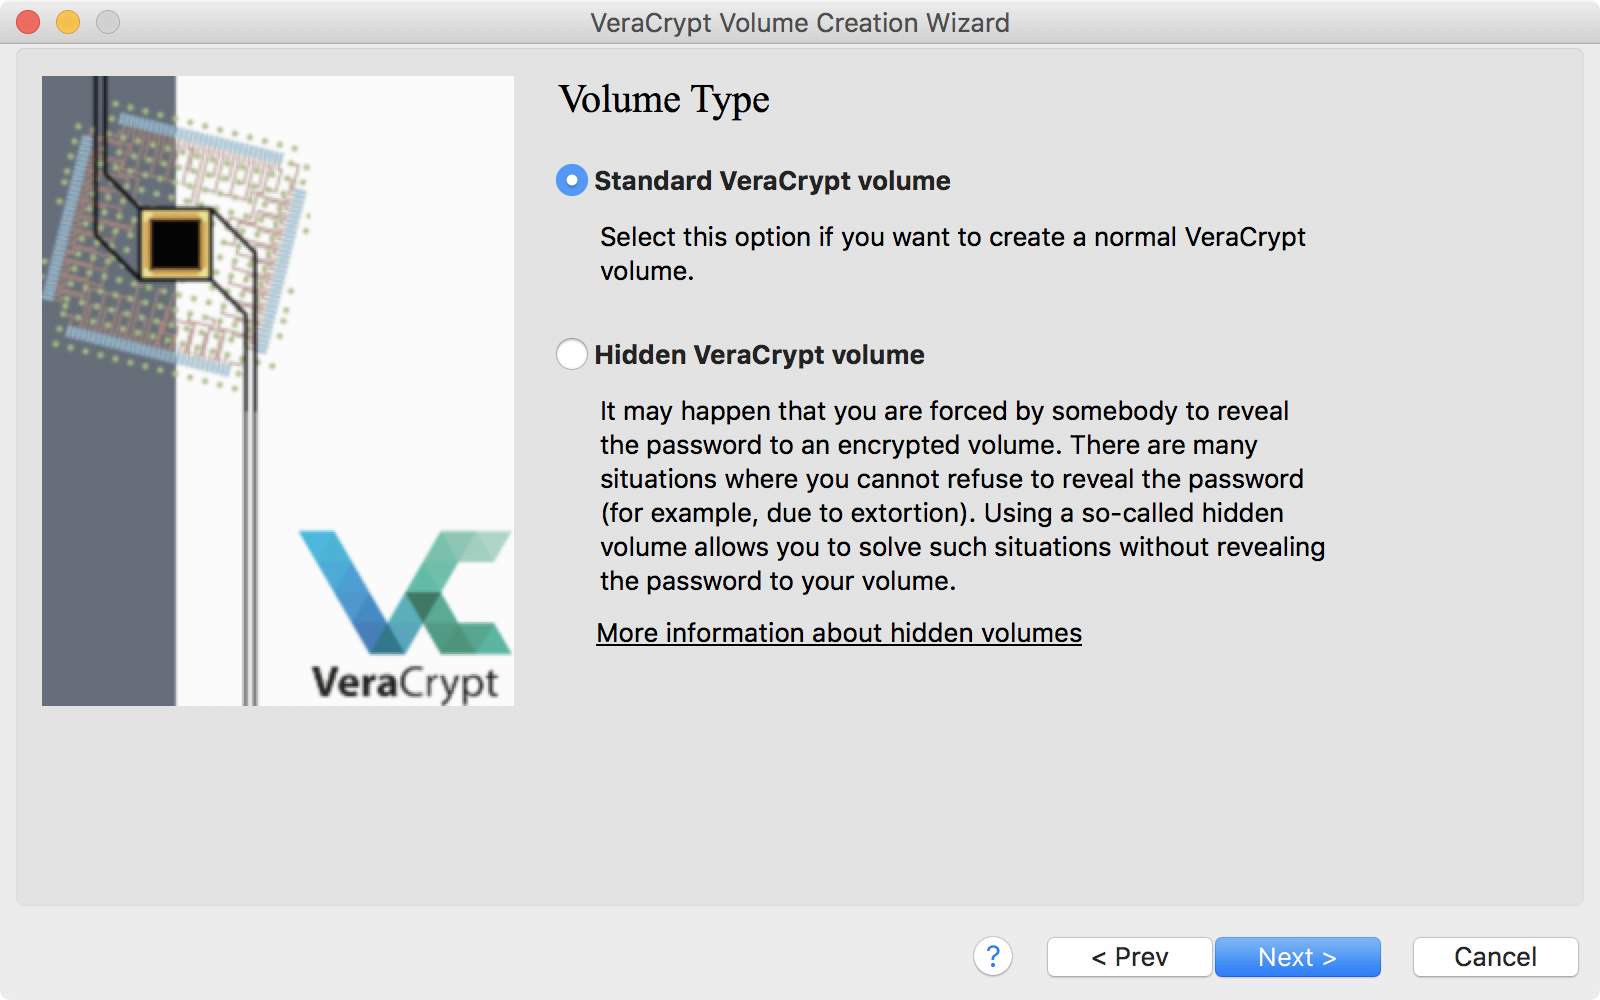 VeraCrypt Volume Creation Wizard
Volume Type
Standard VeraCrypt volume
Select this option if you want to create a normal VeraCrypt
volume.
Hidden VeraCrypt volume
It may happen that you are forced by somebody to reveal
the password to an encrypted volume. There are many
situations where you cannot refuse to reveal the password
(for example, due to extortion). Using a so-called hidden
volume allows you to solve such situations without revealing
the password to your volume.
More information about hidden volumes
VeraCrypt
? < Prev Next > Cancel